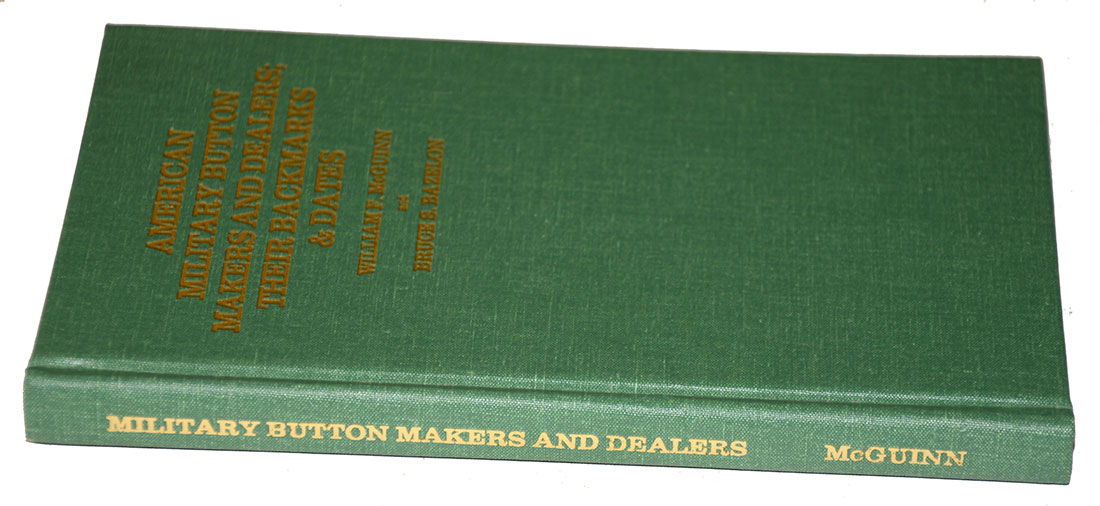 AMERICAN
MILITARY BUTTON
MAKERS AND DEALERS;
THEIR BACKMARKS
& DATES
WILLIAM F. McGUINN
AND
BRUCE S. BAZELON
MILITARY BUTTON MAKERS AND DEALERS McGUINN